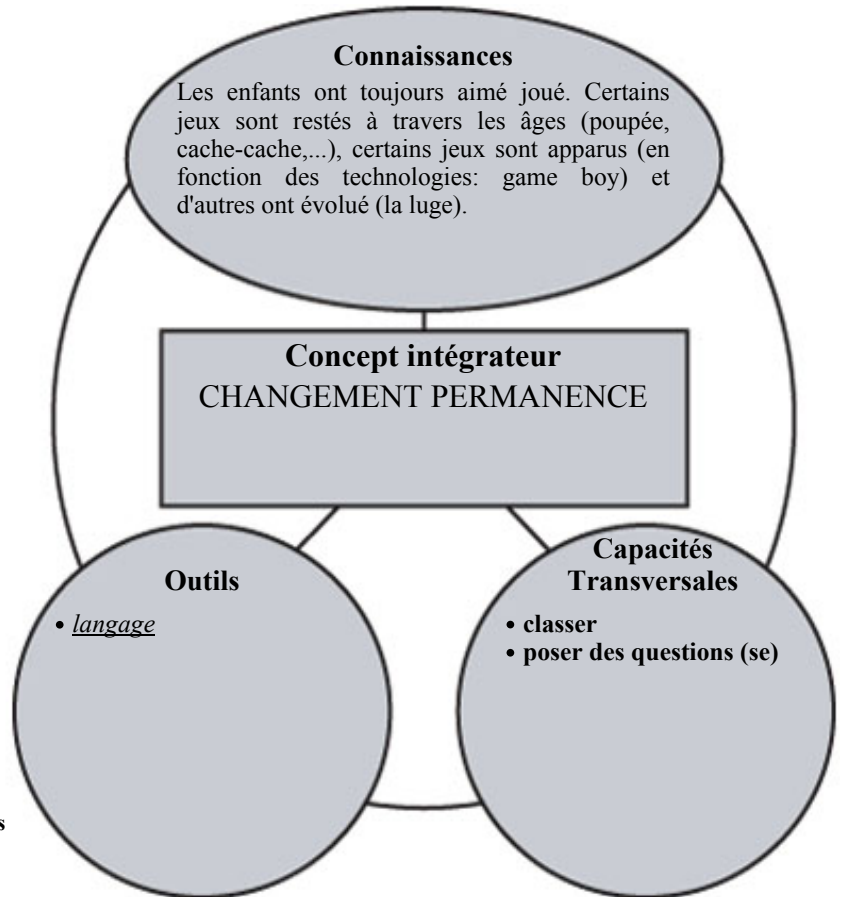 Connaissances
Les enfants ont toujours aimé joué. Certains
jeux sont restés à travers les âges (poupée,
cache-cache,...), certains jeux sont apparus (en
fonction des technologies: game boy) et
d'autres ont évolué (la luge).
Concept intégrateur
CHANGEMENT PERMANENCE
Outils
• langage
Capacités
Transversales
• classer
• poser des questions (se)
s